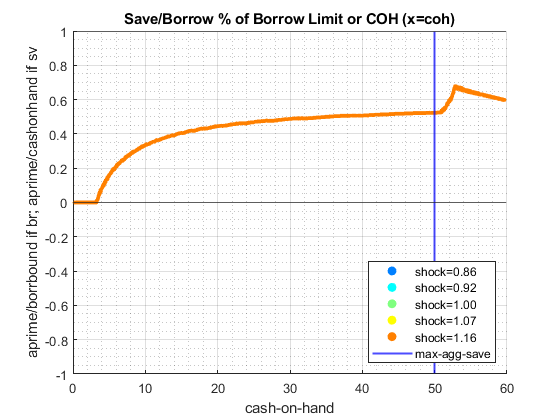 Save/Borrow % of Borrow Limit or COH (x=coh)
aprime/borrbound if br; aprime/cashonhand if sv
1
0.8
0.6
0.4
0.2
0
-0.2
-0.4
-0.6
-0.8
-1
shock=0.86
shock=0.92
shock=1.00
shock=1.07
shock=1.16
max-agg-save
0 10 20 30 40 50 60
cash-on-hand